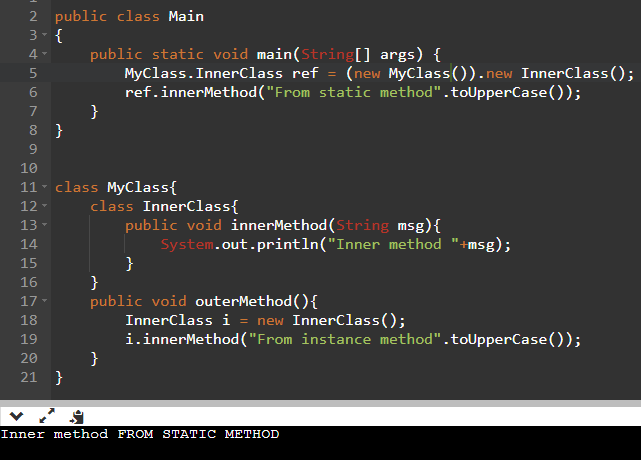 2 public class Main
3 {
4     public static void main(String[] args) {
5         MyClass.InnerClass ref = (new MyClass()).new InnerClass();
6         ref.innerMethod("From static method".toUpperCase());
7     }
8 }
9
10
11 class MyClass{
12     class InnerClass{
13         public void innerMethod(String msg){
14             System.out.println("Inner method "+msg);
15         }
16     }
17     public void outerMethod(){
18         InnerClass i = new InnerClass();
19         i.innerMethod("From instance method".toUpperCase());
20     }
21 }
Inner method FROM STATIC METHOD